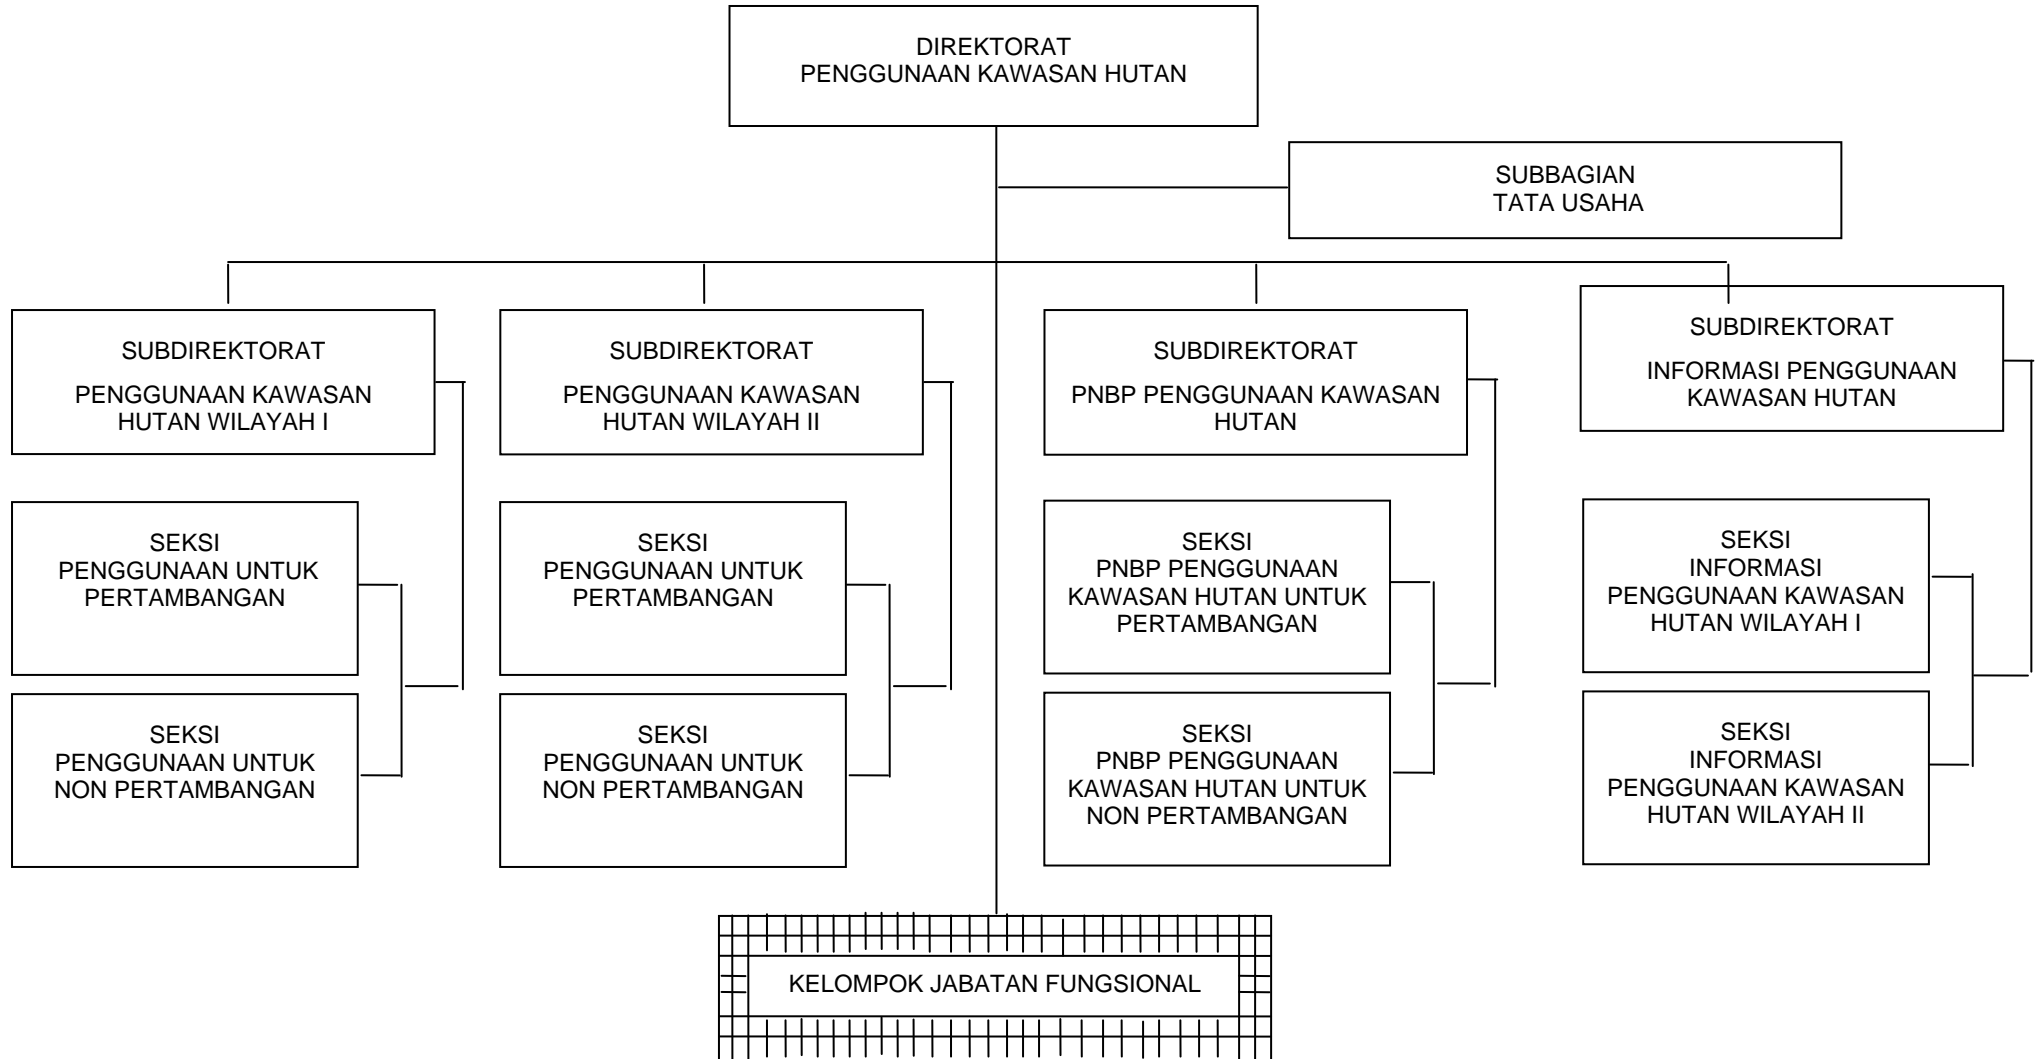 DIREKTORAT
PENGGUNAAN KAWASAN HUTAN
SUBBAGIAN
TATA USAHA
SUBDIREKTORAT
PENGGUNAAN KAWASAN
HUTAN WILAYAH I
SUBDIREKTORAT
PENGGUNAAN KAWASAN
HUTAN WILAYAH II
SUBDIREKTORAT
PNBP PENGGUNAAN KAWASAN
HUTAN
SUBDIREKTORAT
INFORMASI PENGGUNAAN
KAWASAN HUTAN
SEKSI
PENGGUNAAN UNTUK
PERTAMBANGAN
SEKSI
PENGGUNAAN UNTUK
PERTAMBANGAN
SEKSI
PNBP PENGGUNAAN
KAWASAN HUTAN UNTUK
PERTAMBANGAN
SEKSI
INFORMASI
PENGGUNAAN KAWASAN
HUTAN WILAYAH I
SEKSI
PENGGUNAAN UNTUK
NON PERTAMBANGAN
SEKSI
PENGGUNAAN UNTUK
NON PERTAMBANGAN
SEKSI
PNBP PENGGUNAAN
KAWASAN HUTAN UNTUK
NON PERTAMBANGAN
SEKSI
INFORMASI
PENGGUNAAN KAWASAN
HUTAN WILAYAH II
KELOMPOK JABATAN FUNGSIONAL